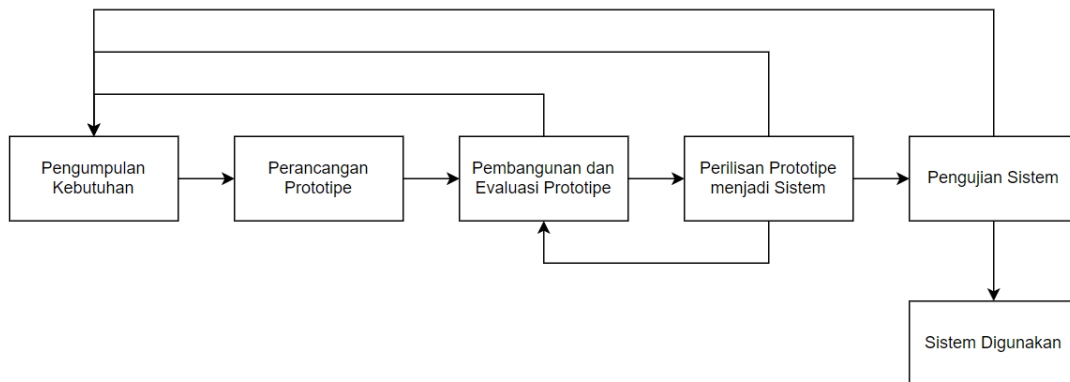 Pengumpulan
Kebutuhan
Perancangan
Prototipe
Pembangunan dan
Evaluasi Prototipe
Perilisan Prototipe
menjadi Sistem
Pengujian Sistem
Sistem Digunakan